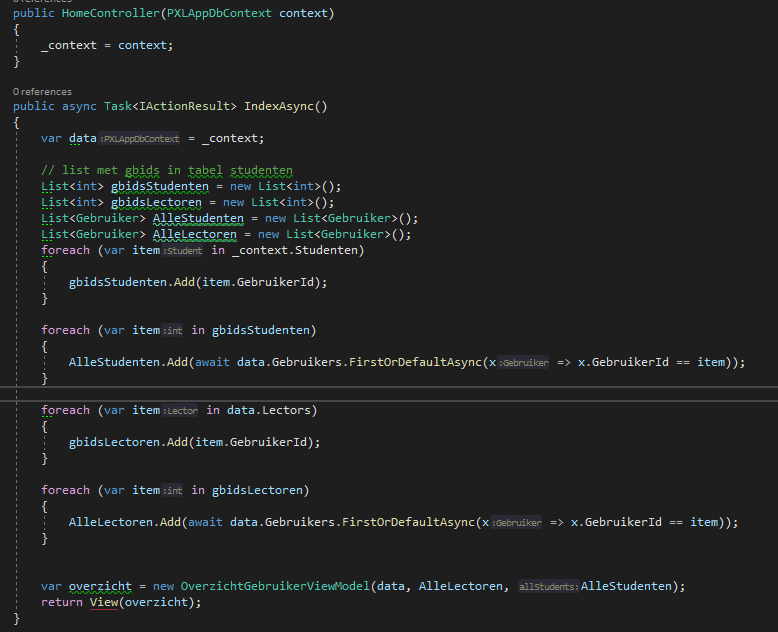 0 references
public HomeController(PXLAppDbContext context)
{
_context = context;
}
0 references
public async Task<IActionResult> IndexAsync()
{
var data :PXLAppDbContext = _context;
// list met gbids in tabel studenten
List<int> gbidsStudenten = new List<int>();
List<int> gbidsLectoren = new List<int>();
List<Gebruiker> AlleStudenten = new List<Gebruiker>();
List<Gebruiker> AlleLectoren = new List<Gebruiker>();
foreach (var item :Student in _context.Studenten)
{
gbidsStudenten.Add(item.GebruikerId);
}
foreach (var item :int in gbidsStudenten)
{
AlleStudenten.Add(await data.Gebruikers.FirstOrDefaultAsync(x :Gebruiker => x.GebruikerId == item));
}
foreach (var item :Lector in data.Lectors)
{
gbidsLectoren.Add(item.GebruikerId);
}
foreach (var item :int in gbidsLectoren)
{
AlleLectoren.Add(await data.Gebruikers.FirstOrDefaultAsync(x :Gebruiker => x.GebruikerId == item));
}
var overzicht = new OverzichtGebruikerViewModel(data, AlleLectoren, allStudents: AlleStudenten);
return View(overzicht);
}